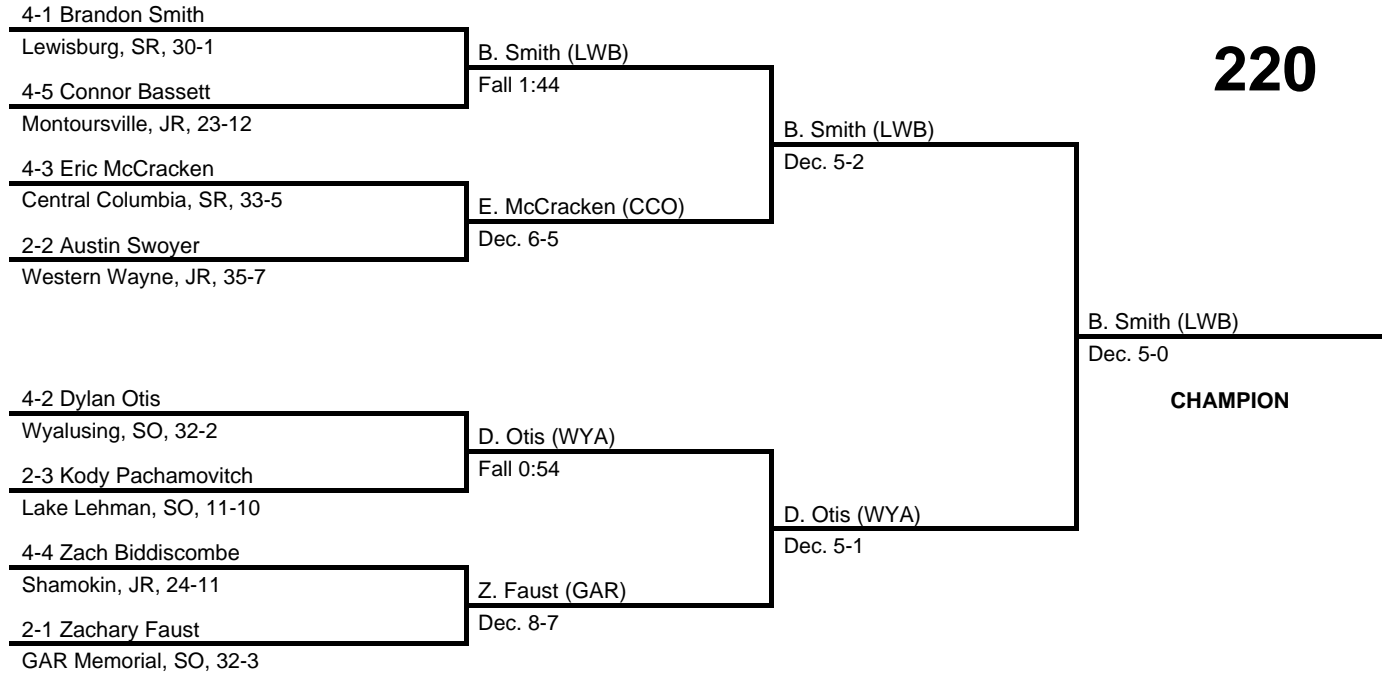 4-1 Brandon Smith
Lewisburg, SR, 30-1
4-5 Connor Bassett
Montoursville, JR, 23-12
4-3 Eric McCracken
Central Columbia, SR, 33-5
2-2 Austin Swoyer
Western Wayne, JR, 35-7
4-2 Dylan Otis
Wyalusing, SO, 32-2
2-3 Kody Pachamovitch
Lake Lehman, SO, 11-10
4-4 Zach Biddiscombe
Shamokin, JR, 24-11
2-1 Zachary Faust
GAR Memorial, SO, 32-3
B. Smith (LWB)
Fall 1:44
E. McCracken (CCO)
Dec. 6-5
D. Otis (WYA)
Fall 0:54
Z. Faust (GAR)
Dec. 8-7
B. Smith (LWB)
Dec. 5-2
D. Otis (WYA)
Dec. 5-1
220
B. Smith (LWB)
Dec. 5-0
CHAMPION